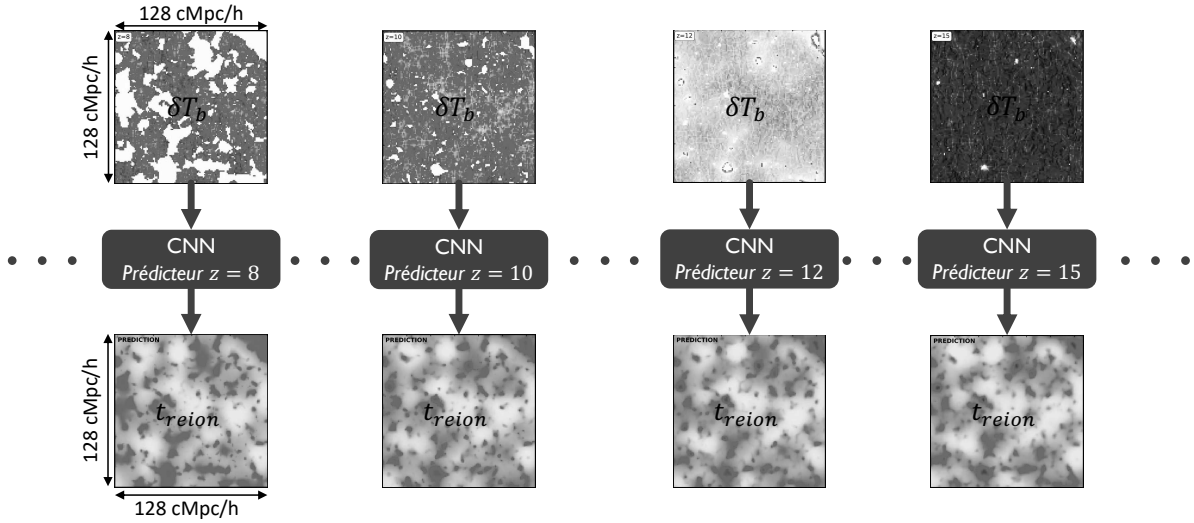 128 cMpc/h
128 cMpc/h
z=8
z=10
z=12
z=15
δT_b
δT_b
δT_b
δT_b
CNN
Prédicteur z = 8
CNN
Prédicteur z = 10
CNN
Prédicteur z = 12
CNN
Prédicteur z = 15
128 cMpc/h
PREDICTION
PREDICTION
PREDICTION
PREDICTION
t_reion
t_reion
t_reion
t_reion
128 cMpc/h